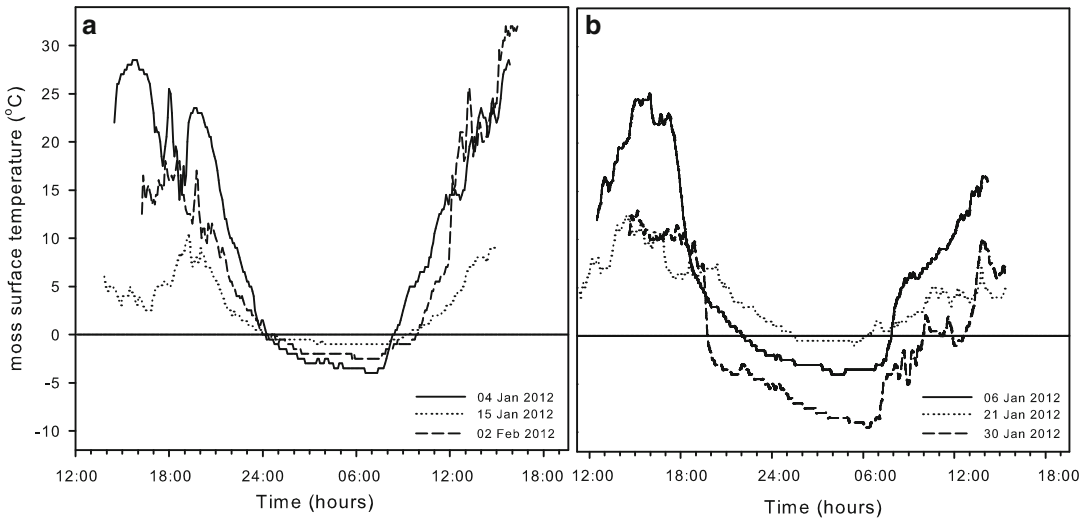 a
b
moss surface temperature (°C)
30
25
20
15
10
5
0
-5
-10
04 Jan 2012
15 Jan 2012
02 Feb 2012
06 Jan 2012
21 Jan 2012
30 Jan 2012
12:00 18:00 24:00 06:00 12:00 18:00
12:00 18:00 24:00 06:00 12:00 18:00
Time (hours)
Time (hours)